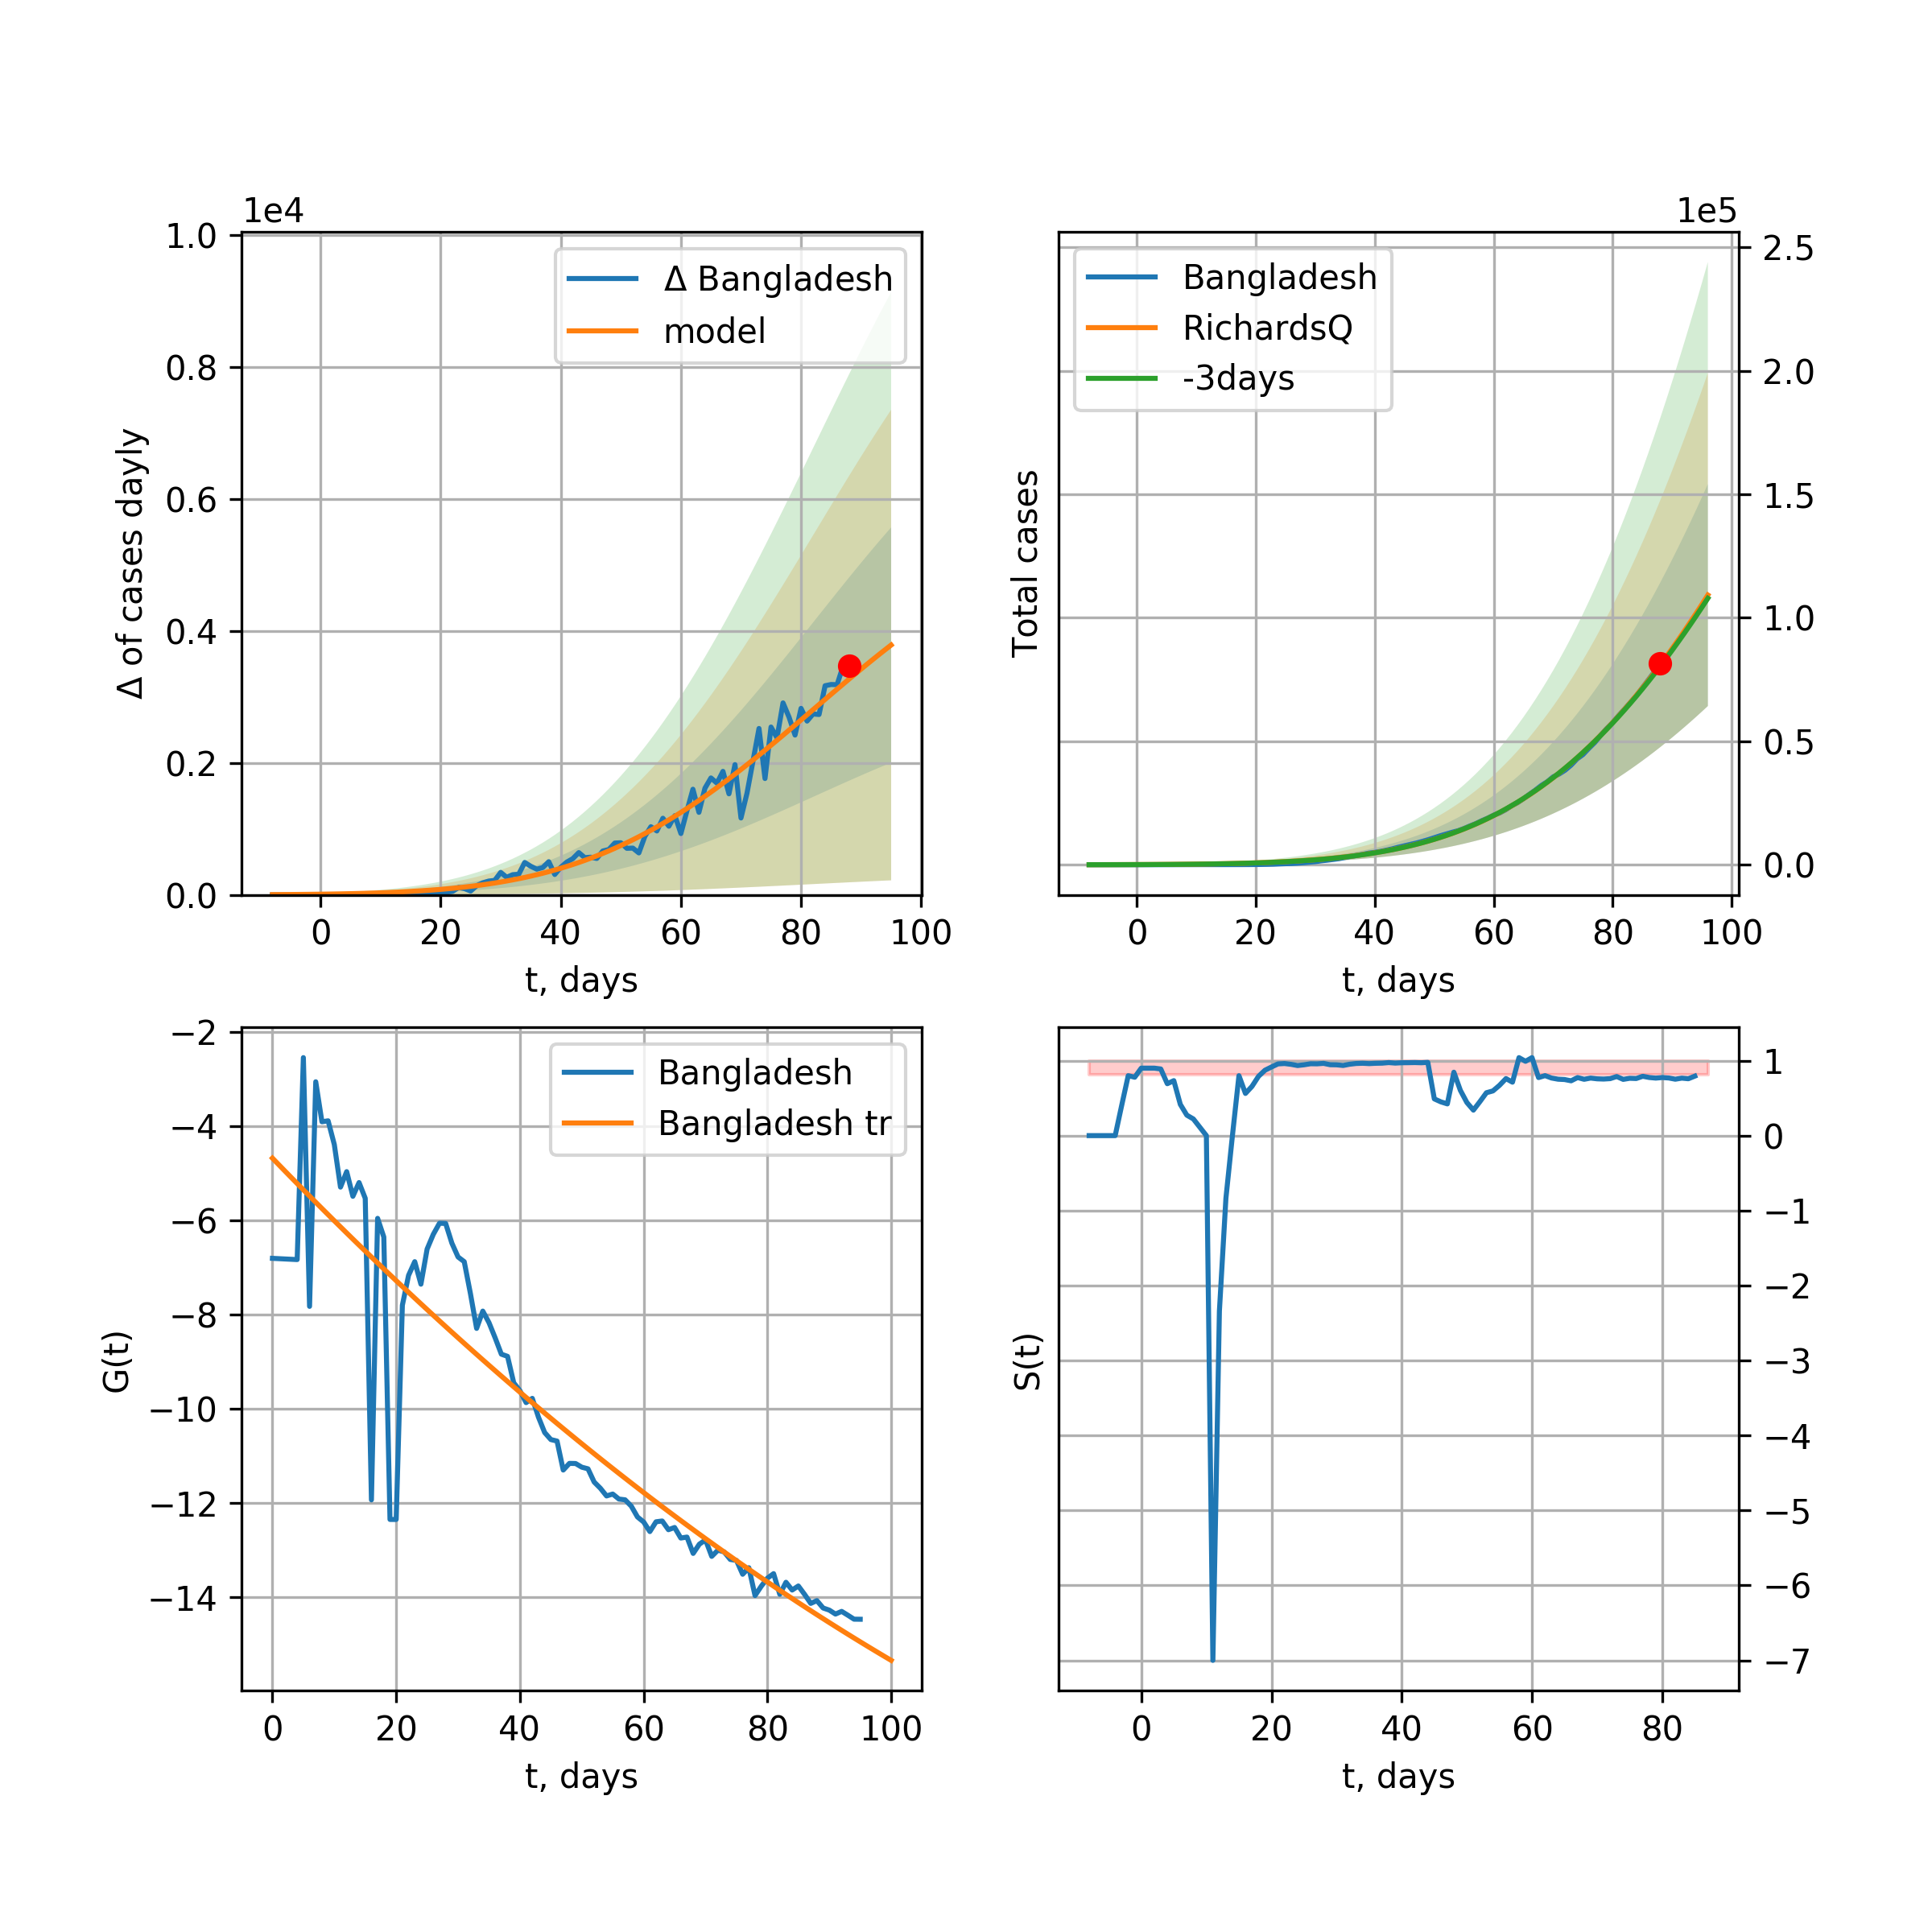 1e4
1.0
0.8
0.6
0.4
0.2
0.0
Δ of cases dayly
Δ Bangladesh
model
0 20 40 60 80 100
t, days
1e5
2.5
2.0
1.5
1.0
0.5
0.0
Total cases
Bangladesh
RichardsQ
-3days
0 20 40 60 80 100
t, days
−2
−4
−6
−8
−10
−12
−14
G(t)
Bangladesh
Bangladesh tr
0 20 40 60 80 100
t, days
1
0
−1
−2
−3
−4
−5
−6
−7
S(t)
0 20 40 60 80
t, days